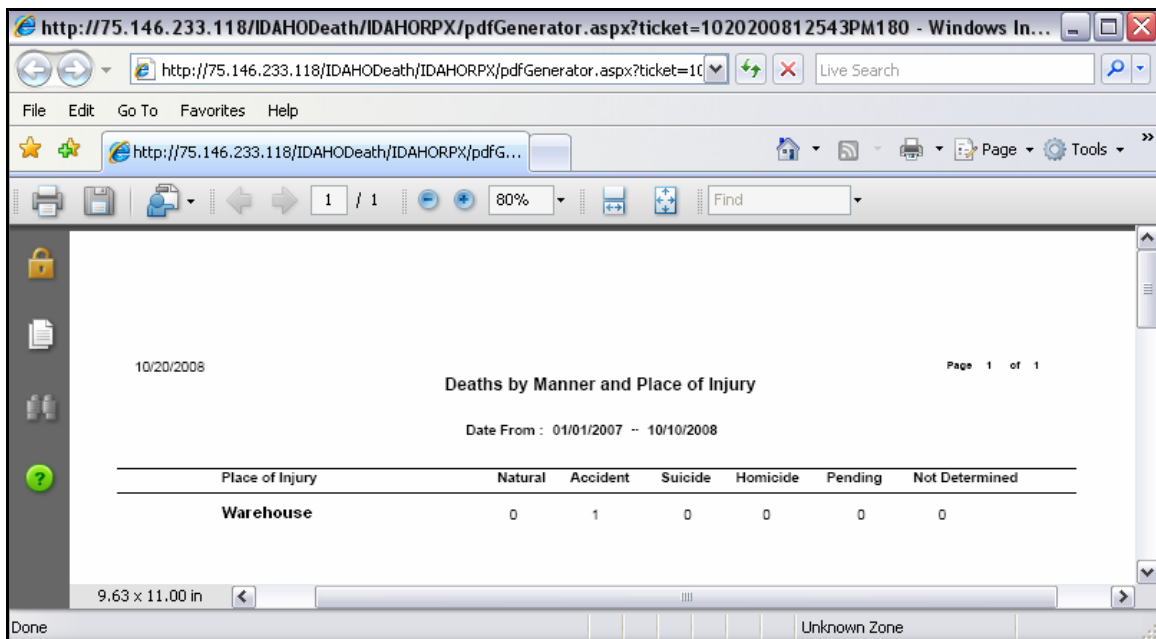 http://75.146.233.118/IDAHODeath/IDAHORPX/pdfGenerator.aspx?ticket=1020200812543PM180 - Windows In...
http://75.146.233.118/IDAHODeath/IDAHORPX/pdfGenerator.aspx?ticket=10 Live Search
File Edit Go To Favorites Help
http://75.146.233.118/IDAHODeath/IDAHORPX/pdfG... Page Tools »
1 / 1 80% Find
10/20/2008 Page 1 of 1
Deaths by Manner and Place of Injury
Date From : 01/01/2007 -- 10/10/2008
Place of Injury Natural Accident Suicide Homicide Pending Not Determined
Warehouse 0 1 0 0 0 0
9.63 x 11.00 in
Done Unknown Zone